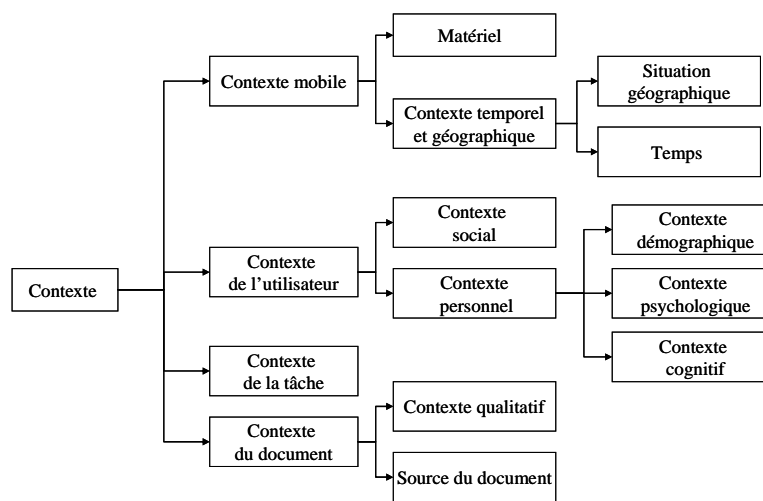 Matériel
Contexte mobile
Situation
géographique
Contexte temporel
et géographique
Temps
Contexte
social
Contexte
démographique
Contexte
Contexte
de l’utilisateur
Contexte
personnel
Contexte
psychologique
Contexte
cognitif
Contexte
de la tâche
Contexte qualitatif
Contexte
du document
Source du document